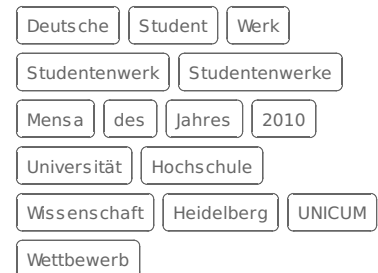 Deutsche Student Werk
Studentenwerk Studentenwerke
Mensa des Jahres 2010
Universität Hochschule
Wissenschaft Heidelberg UNICUM
Wettbewerb